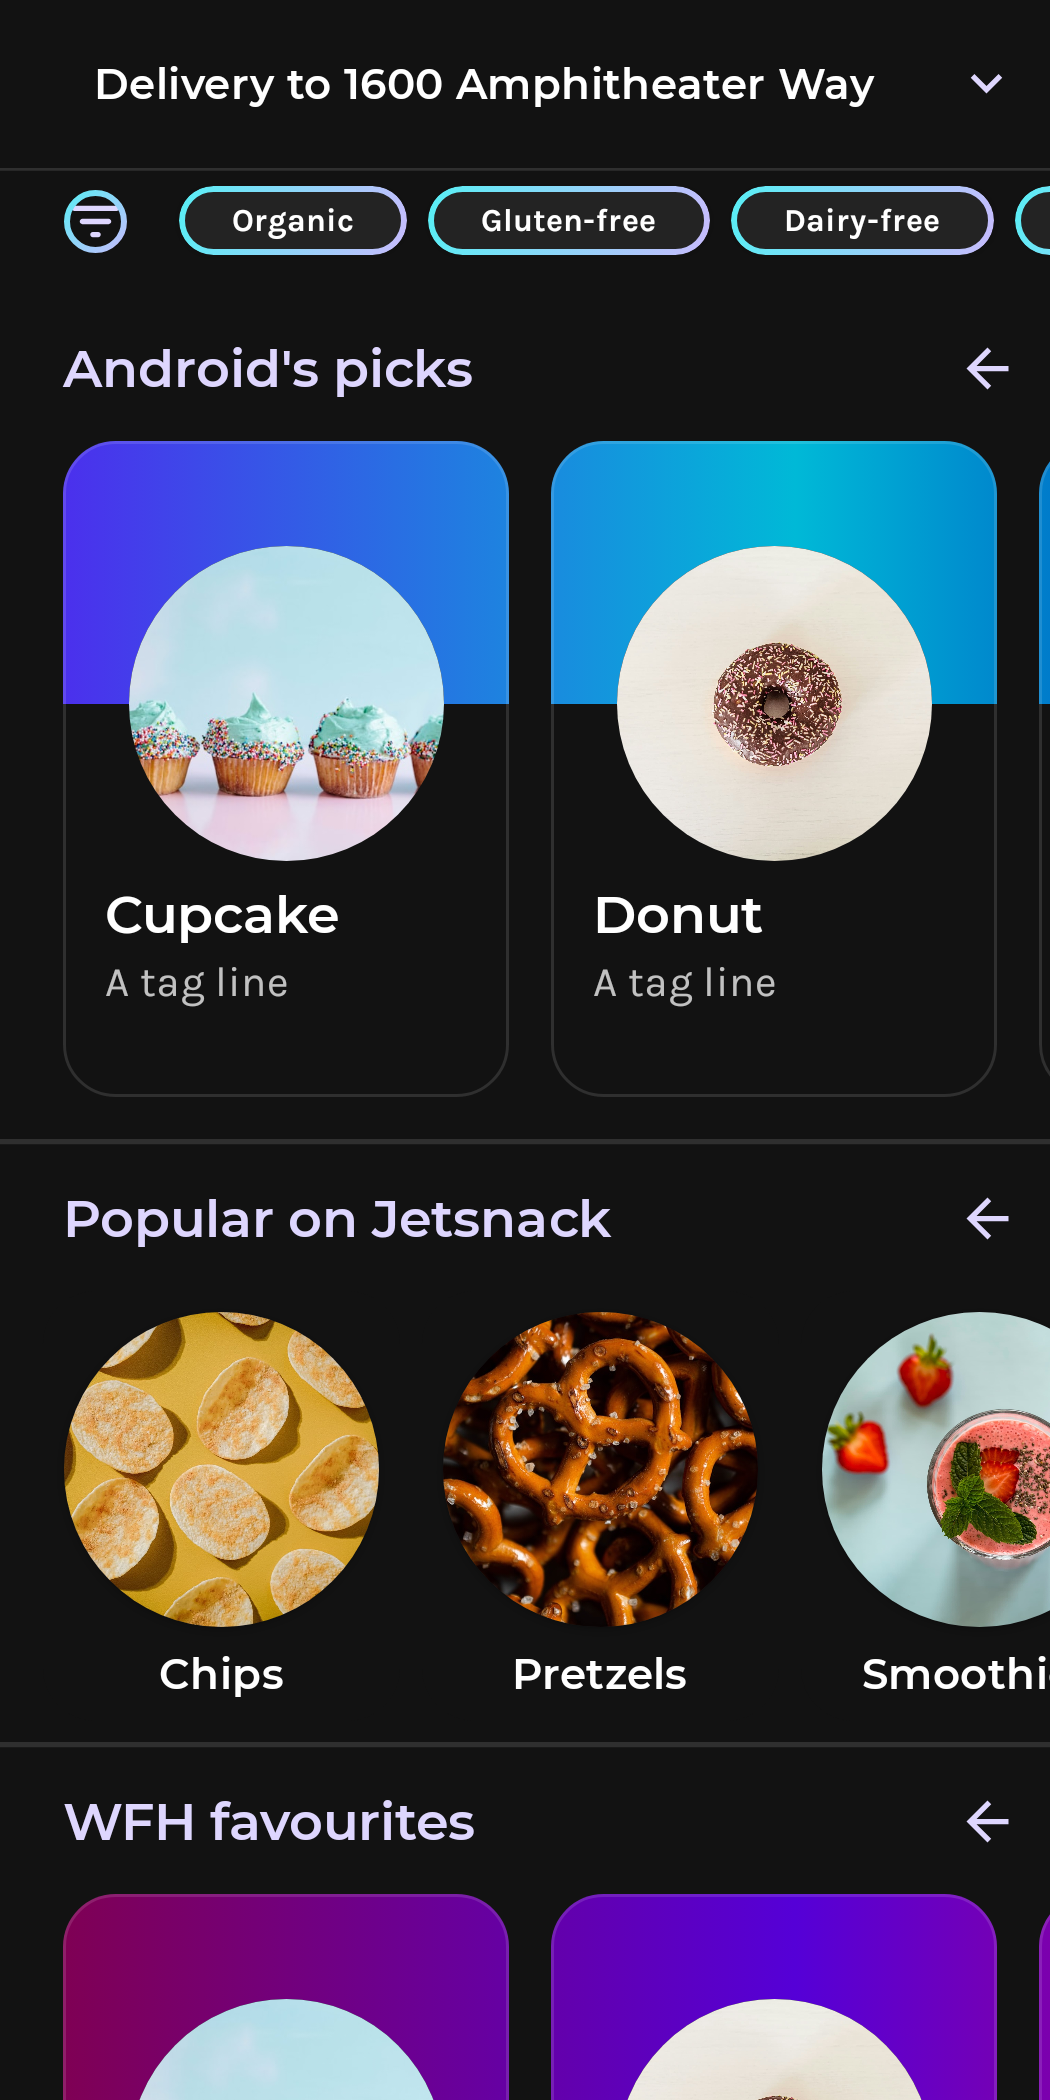 Delivery to 1600 Amphitheater Way
Organic
Gluten-free
Dairy-free
Android's picks
Cupcake
A tag line
Donut
A tag line
Popular on Jetsnack
Chips
Pretzels
Smoothi
WFH favourites